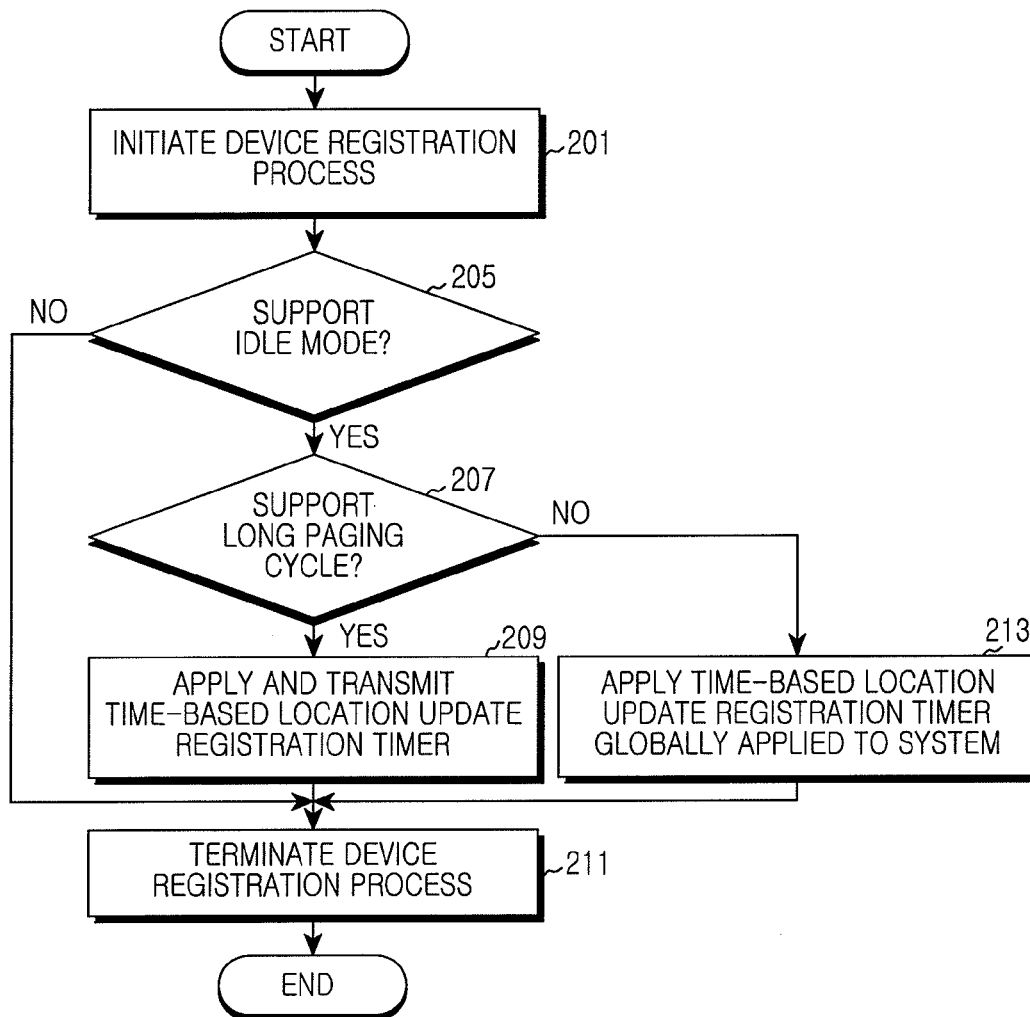 START
INITIATE DEVICE REGISTRATION
PROCESS
201
205
NO
SUPPORT
IDLE MODE?
YES
207
SUPPORT
LONG PAGING
CYCLE?
NO
YES
209
213
APPLY AND TRANSMIT
TIME-BASED LOCATION UPDATE
REGISTRATION TIMER
APPLY TIME-BASED LOCATION
UPDATE REGISTRATION TIMER
GLOBALLY APPLIED TO SYSTEM
TERMINATE DEVICE
REGISTRATION PROCESS
211
END